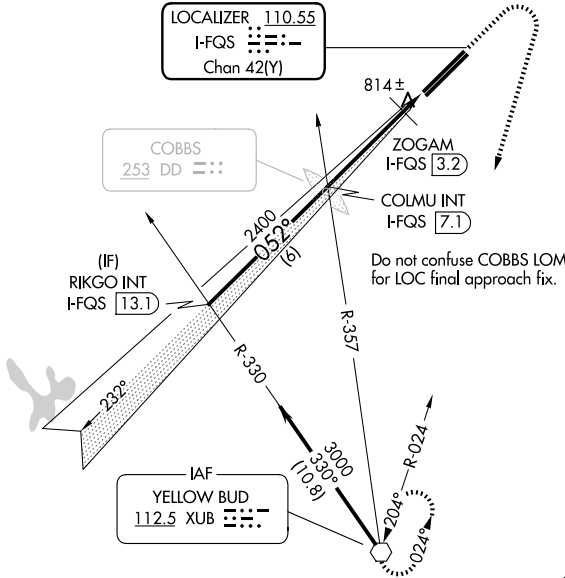 LOCALIZER 110.55
I-FQS
Chan 42(Y)
814±
COBBS
253 DD
ZOGAM
I-FQS 3.2
COLMU INT
I-FQS 7.1
Do not confuse COBBS LOM
for LOC final approach fix.
2400
052°
(6)
(IF)
RIKGO INT
I-FQS 13.1
R-357
R-330
232°
3000
330°
(10.8)
R-024
204°
024°
IAF
YELLOW BUD
112.5 XUB